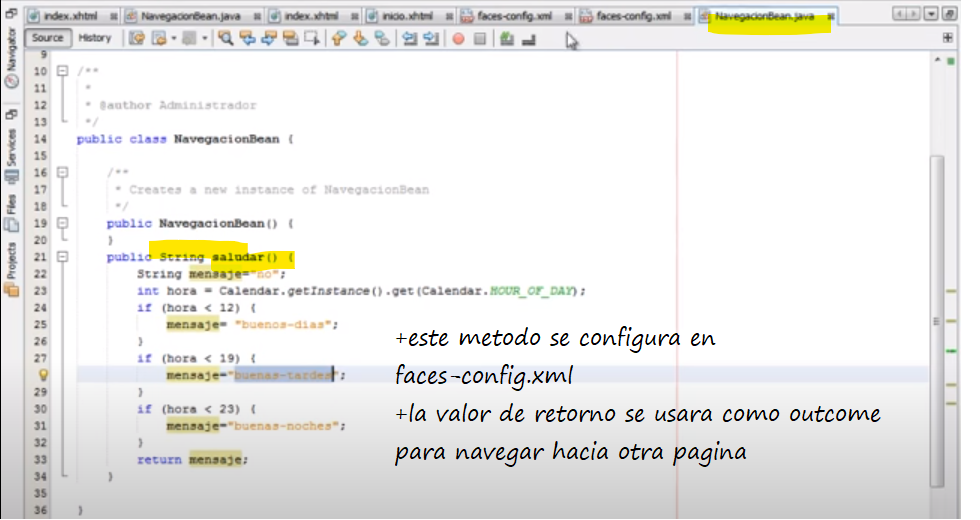 index.xhtml NavegacionBean.java index.xhtml inicio.xhtml faces-config.xml faces-config.xml NavegacionBean.java
Source History
Navigator
Services
Files
Projects
9
10 /**
11 *
12 * @author Administrador
13 */
14 public class NavegacionBean {
15
16 /**
17 * Creates a new instance of NavegacionBean
18 */
19 public NavegacionBean() {
20 }
21 public String saludar() {
22 String mensaje="no";
23 int hora = Calendar.getInstance().get(Calendar.HOUR_OF_DAY);
24 if (hora < 12) {
25 mensaje= "buenos-dias";
26 }
27 if (hora < 19) {
mensaje="buenas-tardes";
29 }
30 if (hora < 23) {
31 mensaje="buenas-noches";
32 }
33 return mensaje;
34 }
35
36 }
+este metodo se configura en
faces-config.xml
+la valor de retorno se usara como outcome
para navegar hacia otra pagina